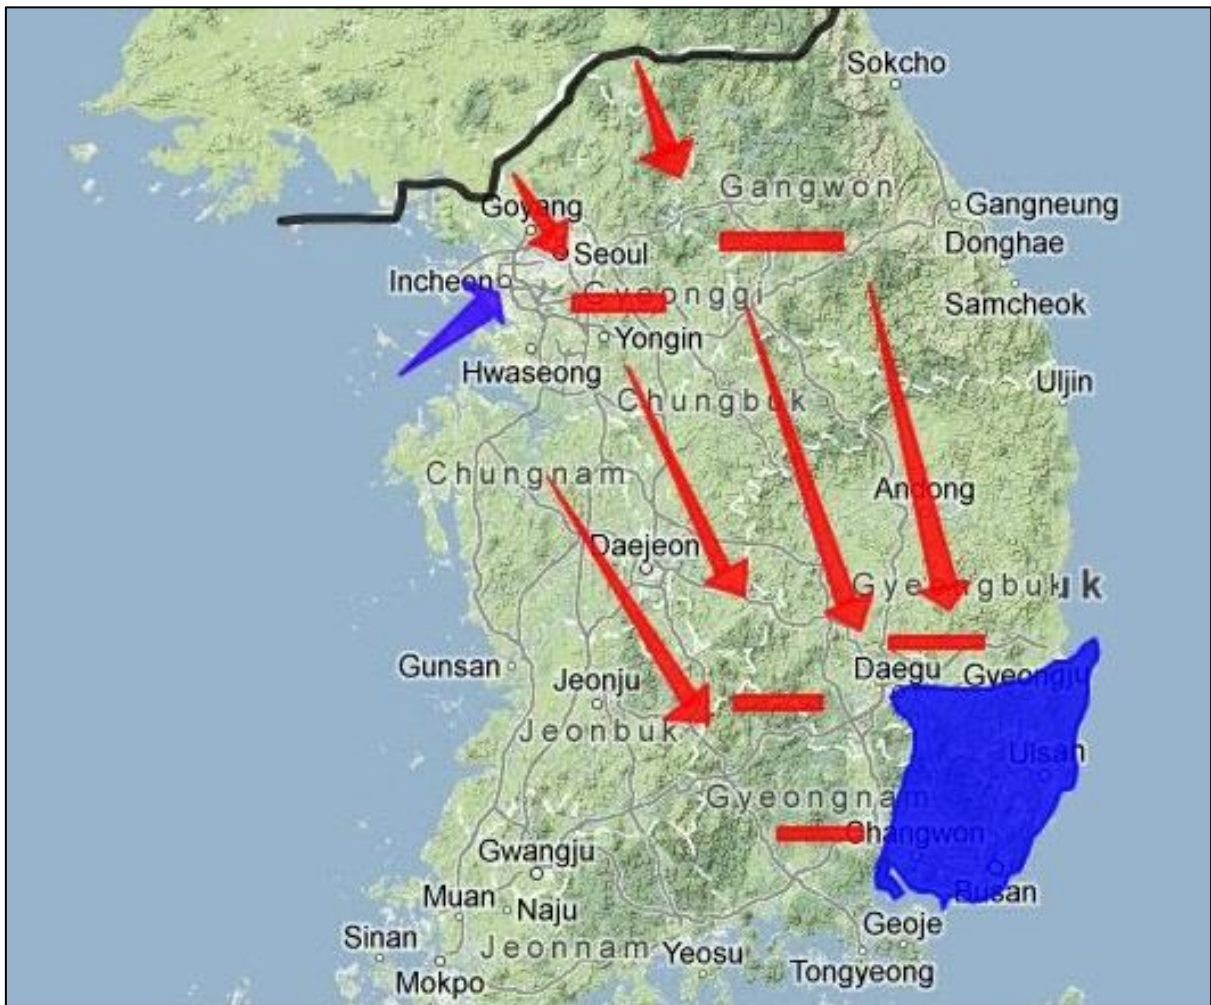 Sokcho
Gangwon
Goyang
Gangneung
Donghae
Seoul
Incheon
Gyeonggi
Samcheok
Yongin
Hwaseong
Uljin
Chungbuk
Chungnam
Andong
Daejeon
Gyeongbuk
uk
Gunsan
Daegu
Gyeongju
Jeonju
Jeonbuk
Ulsan
Gyeongnam
Changwon
Gwangju
Busan
Muan
Naju
Geoje
Sinan
Jeonnam
Yeosu
Tongyeong
Mokpo